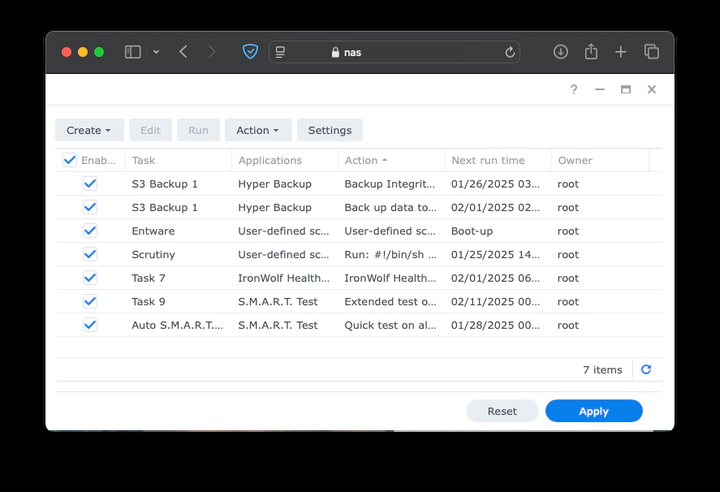 nas
?
Create Edit Run Action Settings
Enab... Task Applications Action Next run time Owner
S3 Backup 1 Hyper Backup Backup Integrit... 01/26/2025 03... root
S3 Backup 1 Hyper Backup Back up data to... 02/01/2025 02... root
Entware User-defined sc... User-defined sc... Boot-up root
Scrutiny User-defined sc... Run: #!/bin/sh ... 01/25/2025 14... root
Task 7 IronWolf Health... IronWolf Health... 02/01/2025 06... root
Task 9 S.M.A.R.T. Test Extended test o... 02/11/2025 00... root
Auto S.M.A.R.T.... S.M.A.R.T. Test Quick test on al... 01/28/2025 00... root
7 items
Reset Apply